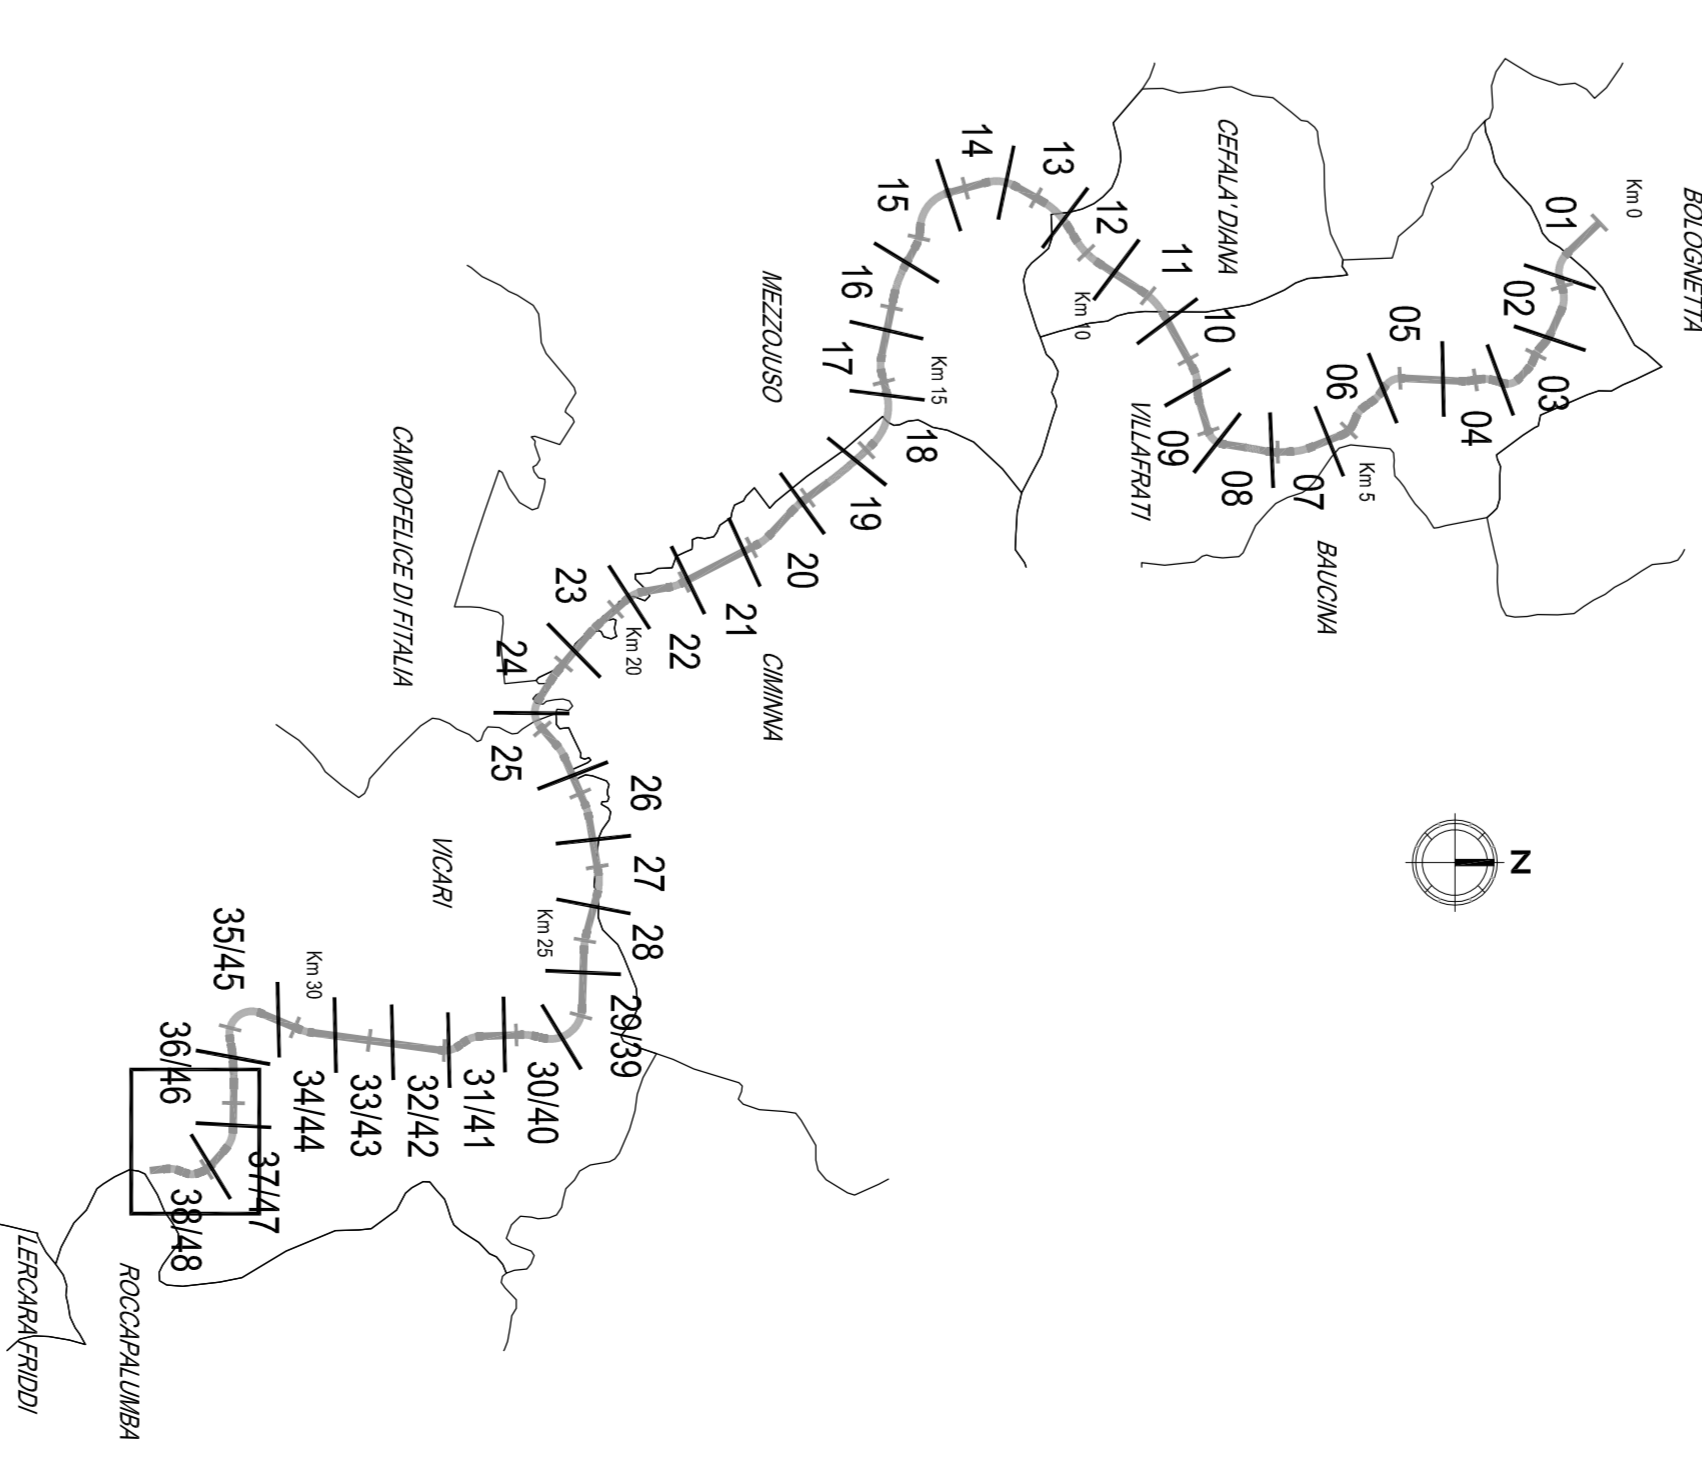 BOLOGNETTA
Km 0
01
02
03
04
05
06
Km 5
07
08
09
10
11
12
Km 10
13
14
15
16
17
Km 15
18
19
20
21
22
Km 20
23
24
25
26
27
28
Km 25
29/39
30/40
31/41
32/42
33/43
34/44
Km 30
35/45
36/46
37/47
38/48
CEFALA' DIANA
VILLAFRATI
BAUCINA
MEZZOJUSO
CIMINNA
CAMPOFELICE DI FITALIA
VICARI
ROCCAPALUMBA
LERCARA FRIDDI
N